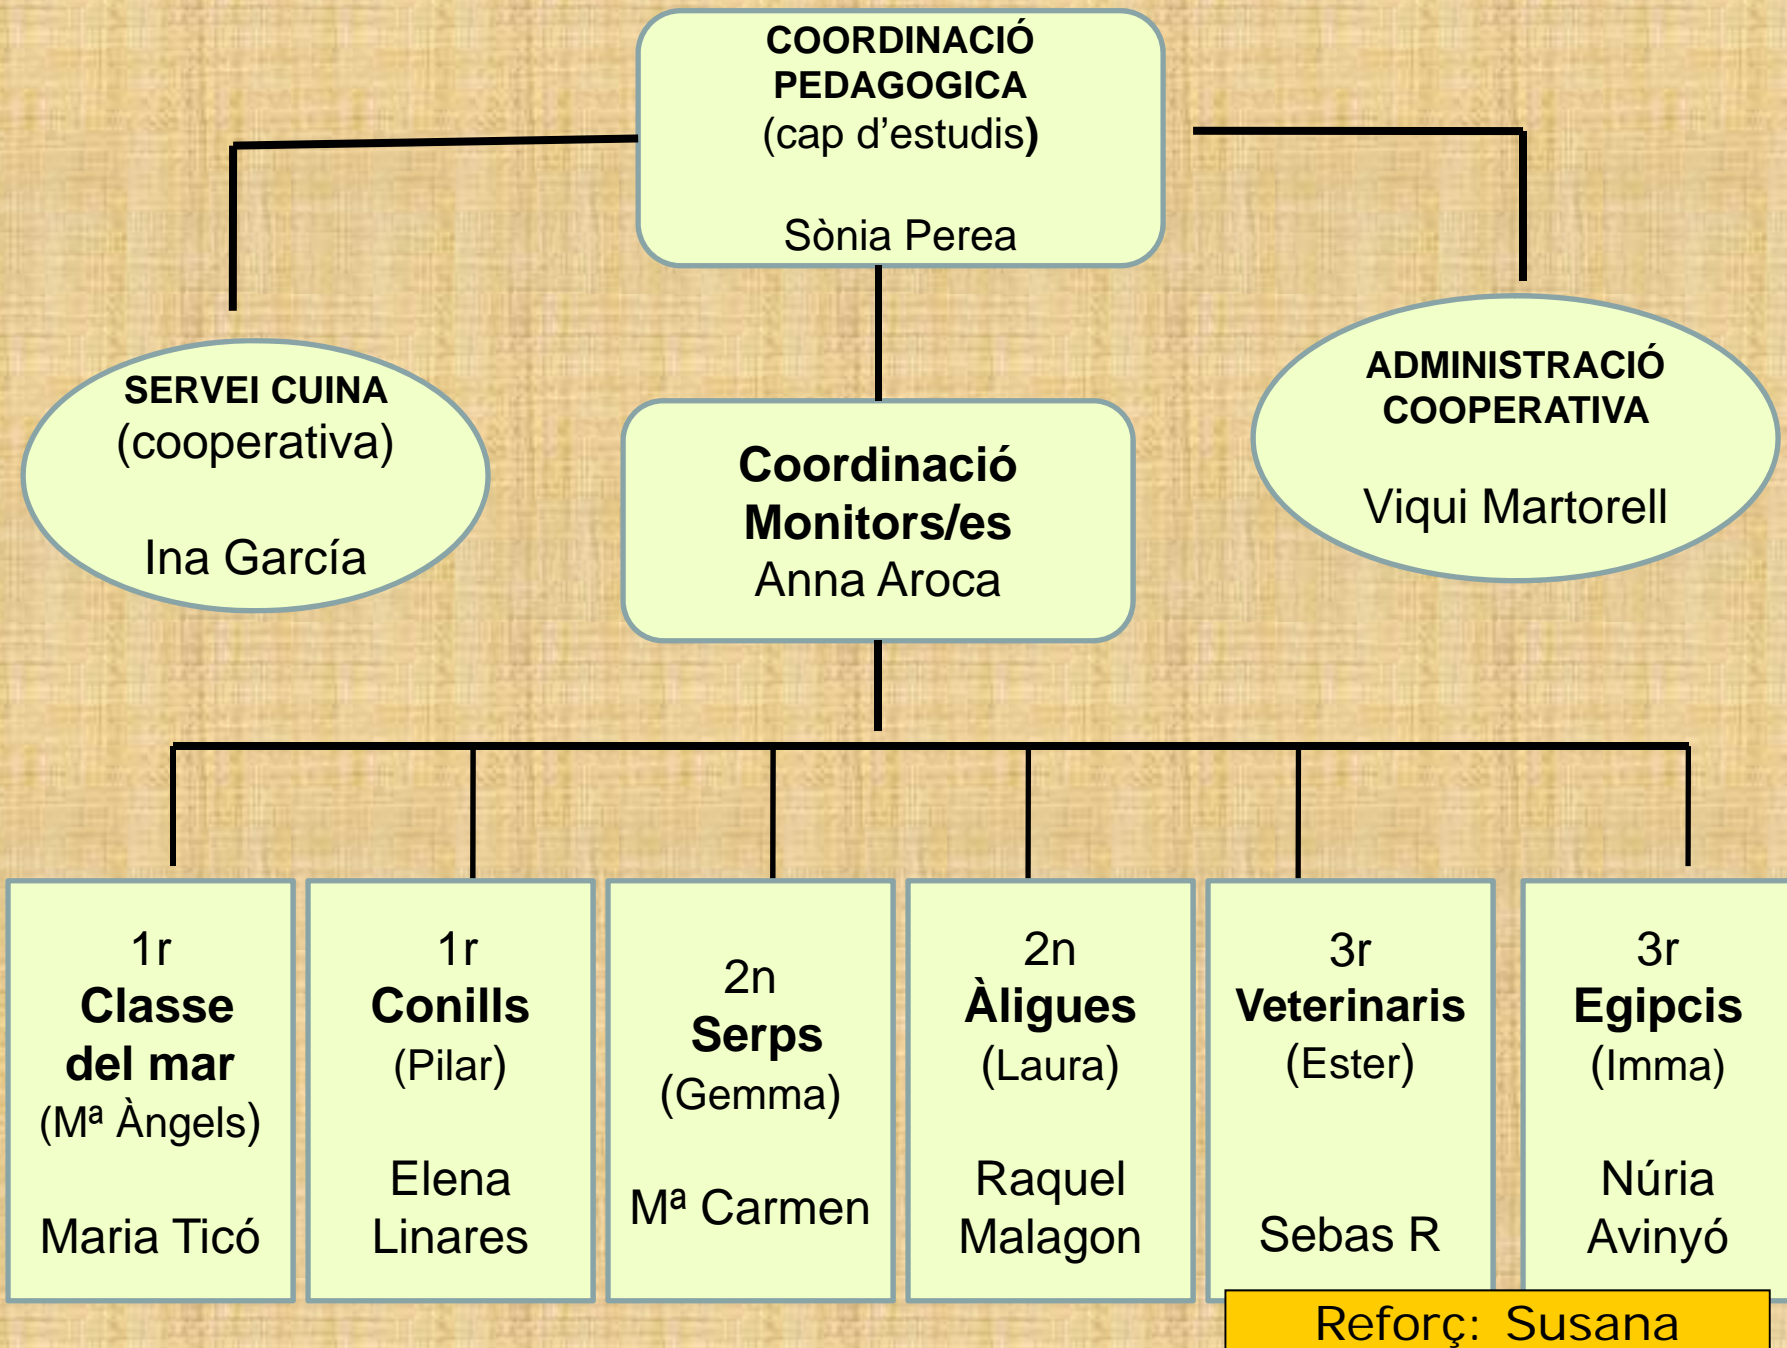 COORDINACIÓ
PEDAGOGICA
(cap d'estudis)
Sònia Perea
SERVEI CUINA
(cooperativa)
Ina García
Coordinació
Monitors/es
Anna Aroca
ADMINISTRACIÓ
COOPERATIVA
Viqui Martorell
1r
Classe
del mar
(Mª Àngels)
Maria Ticó
1r
Conills
(Pilar)
Elena
Linares
2n
Serps
(Gemma)
Mª Carmen
2n
Àligues
(Laura)
Raquel
Malagon
3r
Veterinaris
(Ester)
Sebas R
3r
Egipcis
(Imma)
Núria
Avinyó
Reforç: Susana